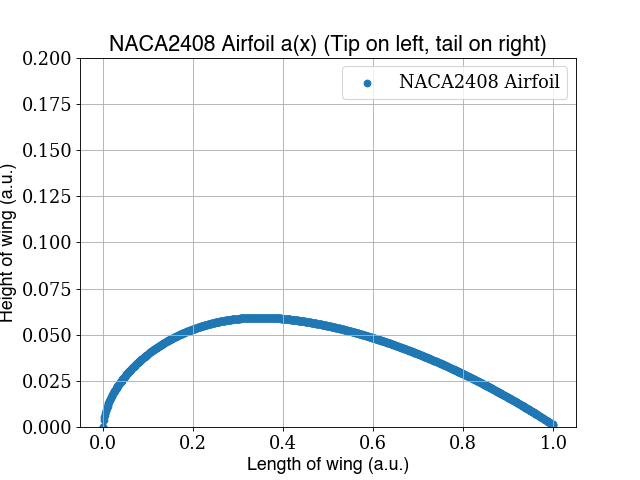 NACA2408 Airfoil a(x) (Tip on left, tail on right)
NACA2408 Airfoil
0.200
0.175
0.150
0.125
0.100
0.075
0.050
0.025
0.000
Height of wing (a.u.)
0.0 0.2 0.4 0.6 0.8 1.0
Length of wing (a.u.)